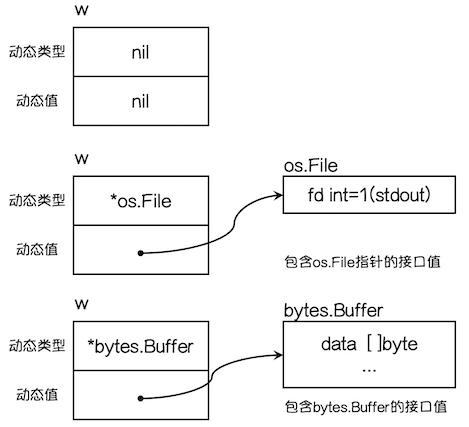 w
动态类型 nil
动态值 nil
w
os.File
动态类型 *os.File
fd int=1(stdout)
动态值
包含os.File指针的接口值
w
bytes.Buffer
动态类型 *bytes.Buffer
data []byte
...
动态值
包含bytes.Buffer的接口值